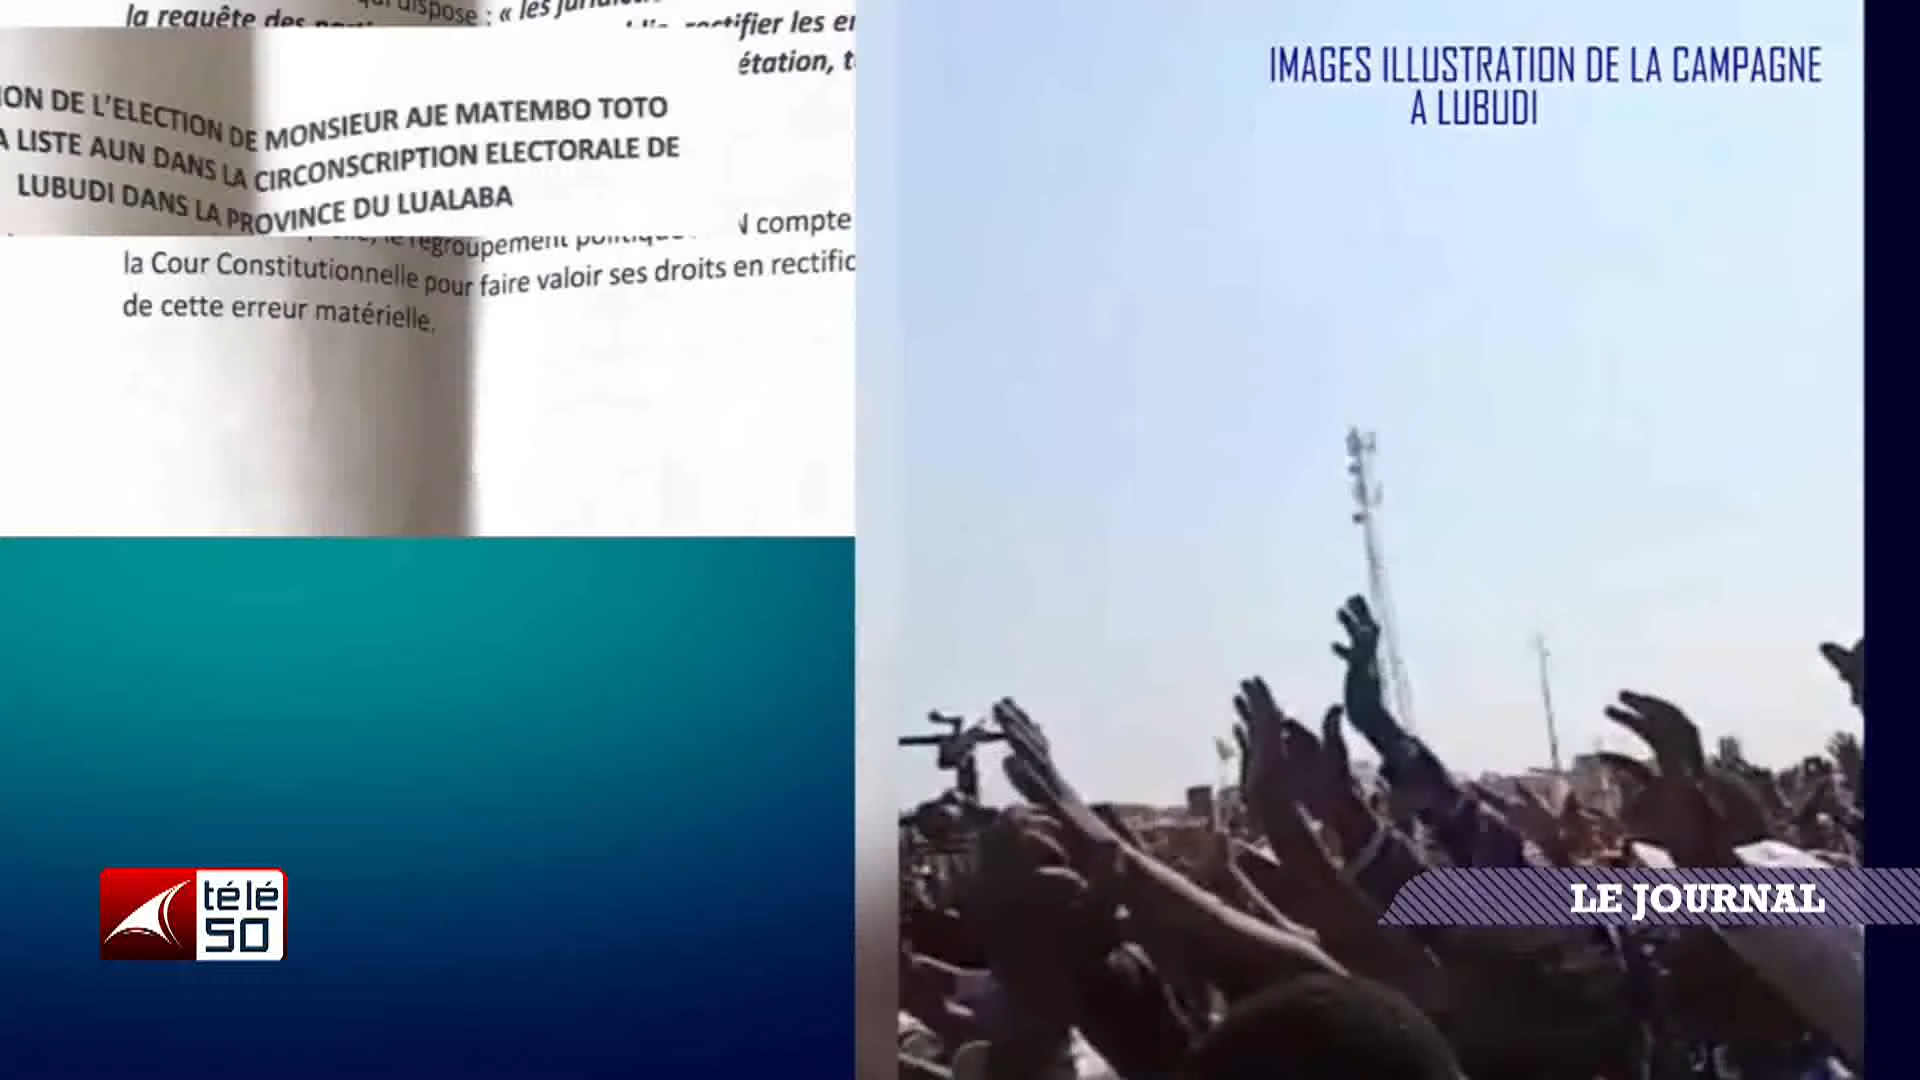 dispose : « les
la requête des
rectifier les
étation,
ION DE L'ELECTION DE MONSIEUR AJE MATEMBO TOTO
A LISTE AUN DANS LA CIRCONSCRIPTION ELECTORALE DE
LUBUDI DANS LA PROVINCE DU LUALABA
le regroupement compte
la Cour Constitutionnelle pour faire valoir ses droits en rectific
de cette erreur matérielle.
IMAGES ILLUSTRATION DE LA CAMPAGNE
A LUBUDI
LE JOURNAL
télé
50